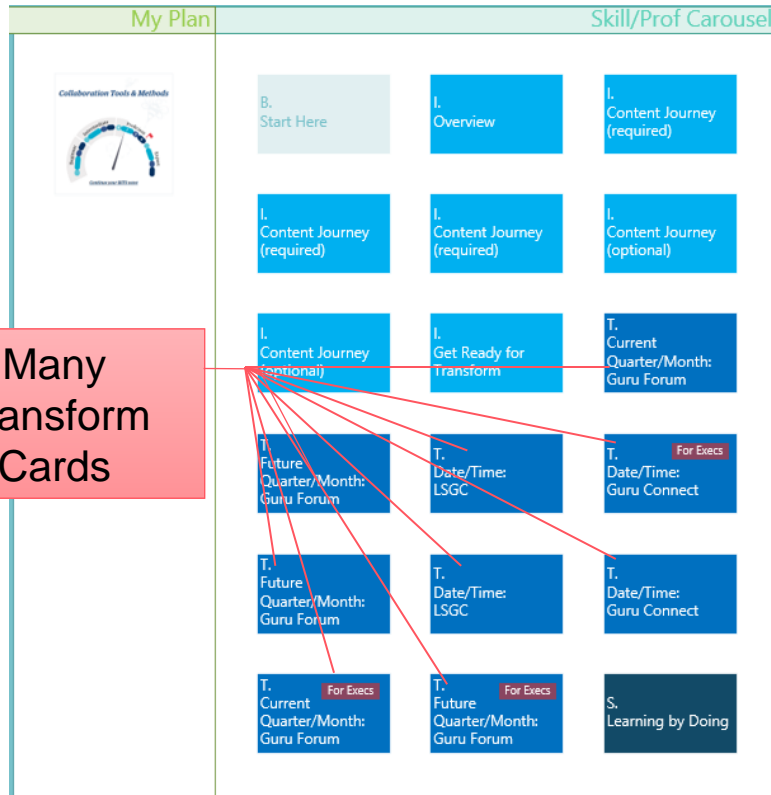 My Plan
Skill/Prof Carousel
Collaboration Tools & Methods
B.
Start Here
I.
Overview
I.
Content Journey
(required)
I.
Content Journey
(required)
I.
Content Journey
(required)
I.
Content Journey
(optional)
Many
ansform
Cards
I.
Content Journey
(optional)
I.
Get Ready for
Transform
T.
Current
Quarter/Month:
Guru Forum
T.
Future
Quarter/Month:
Guru Forum
T.
Date/Time:
LSGC
For Execs
T.
Date/Time:
Guru Connect
T.
Future
Quarter/Month:
Guru Forum
T.
Date/Time:
LSGC
T.
Date/Time:
Guru Connect
For Execs
T.
Current
Quarter/Month:
Guru Forum
For Execs
T.
Future
Quarter/Month:
Guru Forum
S.
Learning by Doing